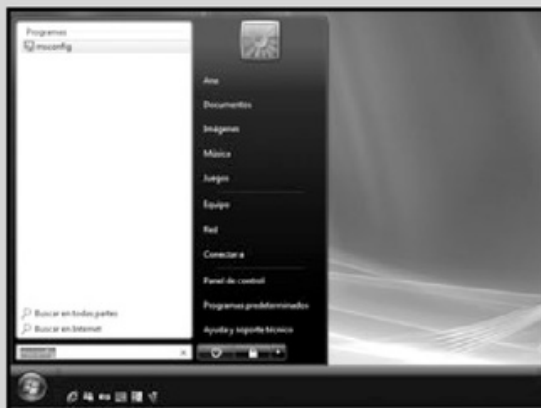 Programas
msconfig
Buscar en todas partes
Buscar en Internet
msconfig
Ana
Documentos
Imágenes
Música
Juegos
Equipo
Red
Conectar a
Panel de control
Programas predeterminados
Ayuda y soporte técnico